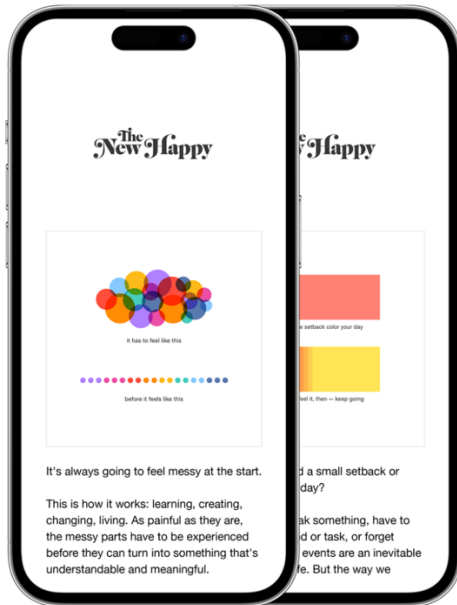 The
New Happy
it has to feel like this
before it feels like this
It's always going to feel messy at the start.
This is how it works: learning, creating,
changing, living. As painful as they are,
the messy parts have to be experienced
before they can turn into something that's
understandable and meaningful.
Happy
setback color your day
feel it, then — keep going
a small setback or
day?
something, have to
or task, or forget
events are an inevitable
But the way we